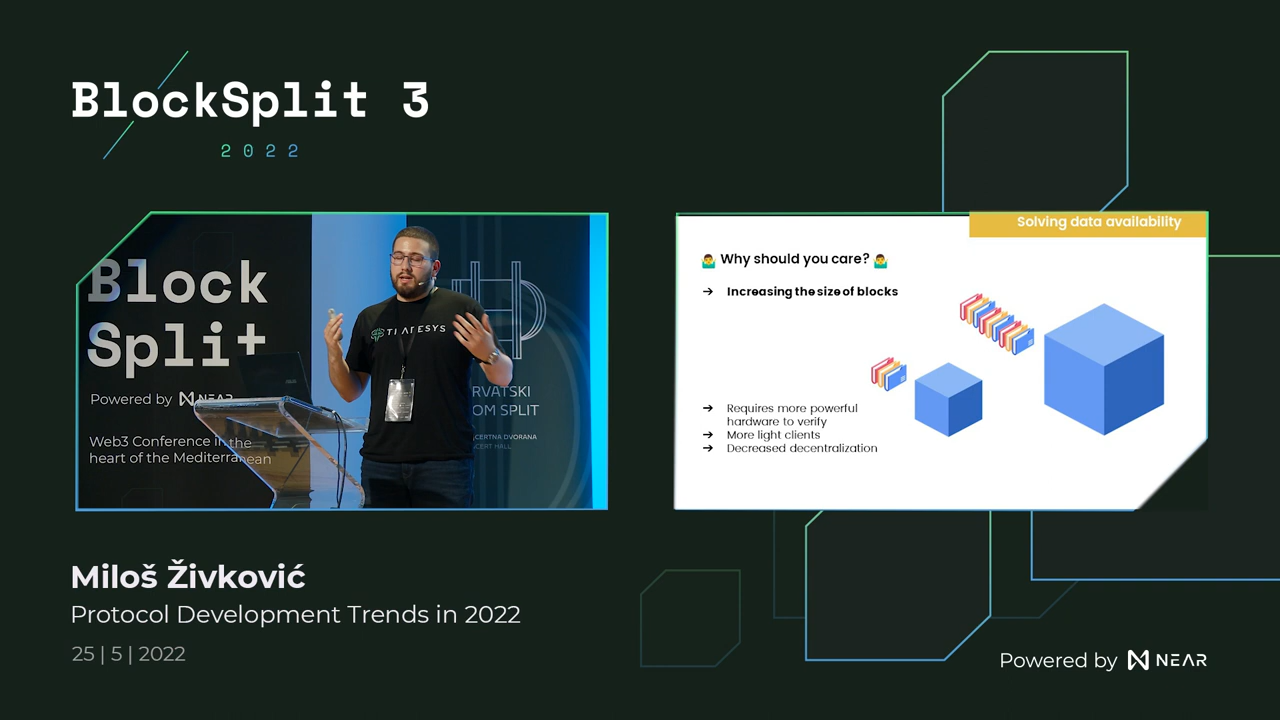 BlockSplit 3
2022
Block
Split
Powered by NEAR
Web3 Conference in the
heart of the Mediterranean
THADESYS
RVATSKI
OM SPLIT
CERTNA DVORANA
CERT HALL
Solving data availability
Why should you care?
→ Increasing the size of blocks
→ Requires more powerful
hardware to verify
→ More light clients
→ Decreased decentralization
Miloš Živković
Protocol Development Trends in 2022
25 | 5 | 2022
Powered by NEAR